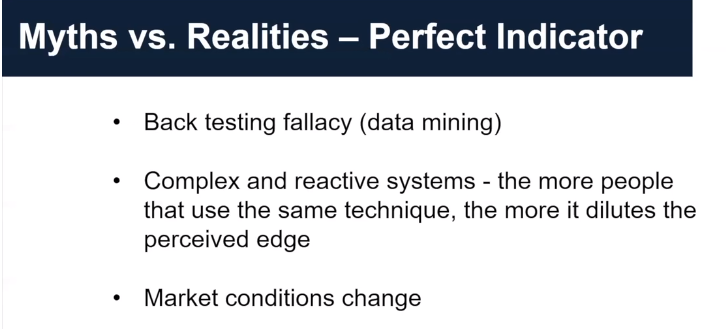 Myths vs. Realities – Perfect Indicator
• Back testing fallacy (data mining)
• Complex and reactive systems - the more people
that use the same technique, the more it dilutes the
perceived edge
• Market conditions change